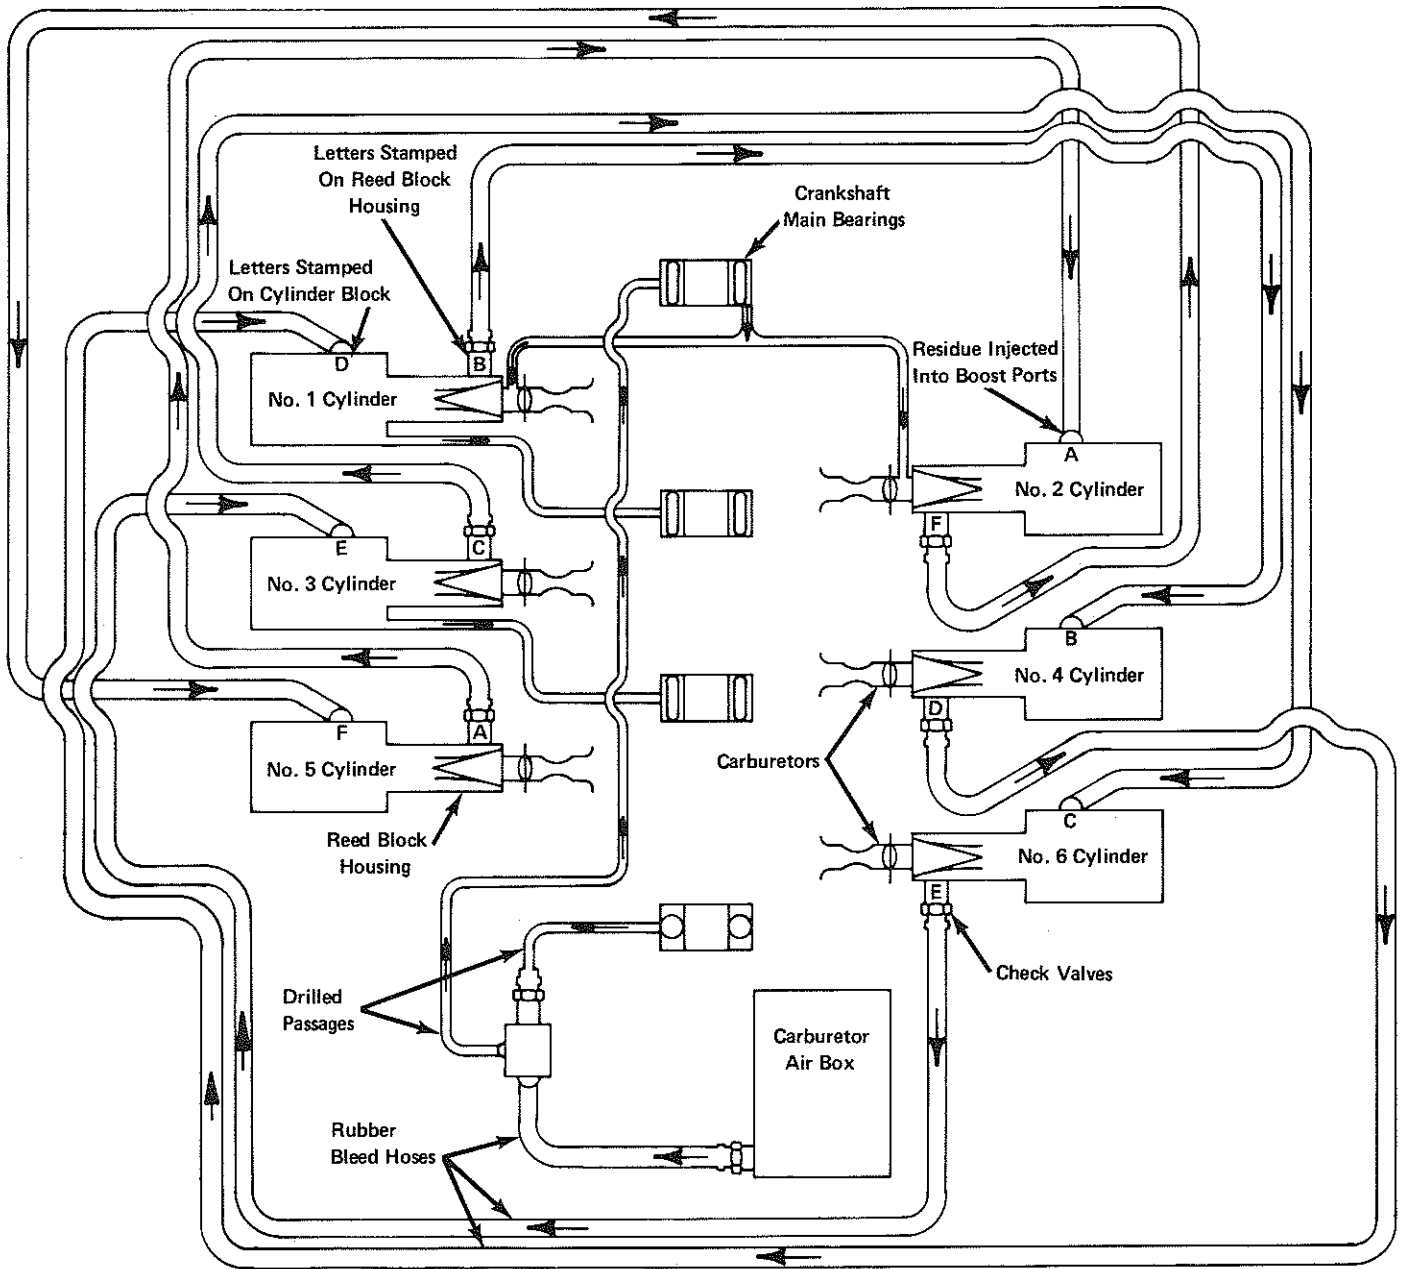 Letters Stamped
On Reed Block
Housing
Crankshaft
Main Bearings
Letters Stamped
On Cylinder Block
D
B
No. 1 Cylinder
Residue Injected
Into Boost Ports
A
No. 2 Cylinder
F
E
C
No. 3 Cylinder
B
No. 4 Cylinder
D
F
A
No. 5 Cylinder
Carburetors
Reed Block
Housing
C
No. 6 Cylinder
E
Check Valves
Drilled
Passages
Carburetor
Air Box
Rubber
Bleed Hoses